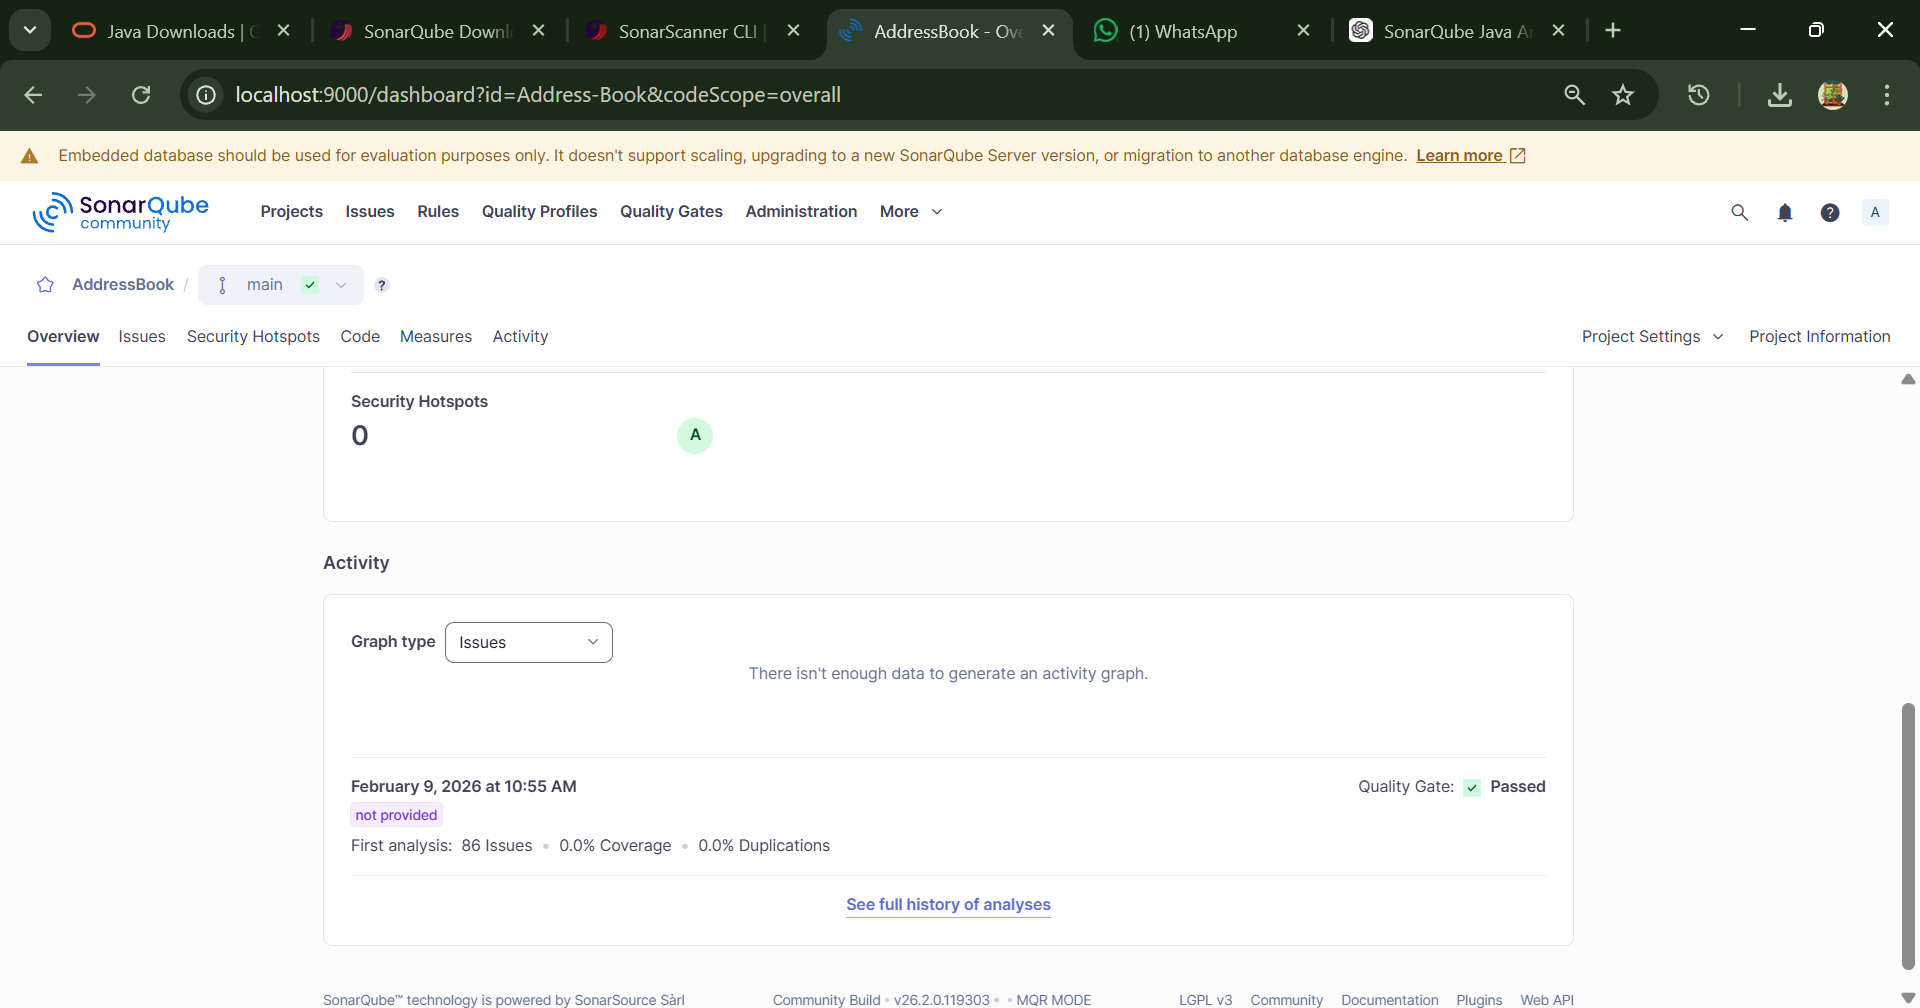 Java Downloads |
SonarQube Downl
SonarScanner CLI |
AddressBook - Ove
(1) WhatsApp
SonarQube Java A
localhost:9000/dashboard?id=Address-Book&codeScope=overall
Embedded database should be used for evaluation purposes only. It doesn't support scaling, upgrading to a new SonarQube Server version, or migration to another database engine. Learn more
SonarQube
community
Projects Issues Rules Quality Profiles Quality Gates Administration More
? A
AddressBook / main ?
Overview Issues Security Hotspots Code Measures Activity Project Settings Project Information
Security Hotspots
0 A
Activity
Graph type Issues
There isn't enough data to generate an activity graph.
February 9, 2026 at 10:55 AM Quality Gate: Passed
not provided
First analysis: 86 Issues • 0.0% Coverage • 0.0% Duplications
See full history of analyses
SonarQube™ technology is powered by SonarSource Sàrl Community Build • v26.2.0.119303 • • MQR MODE LGPL v3 Community Documentation Plugins Web API